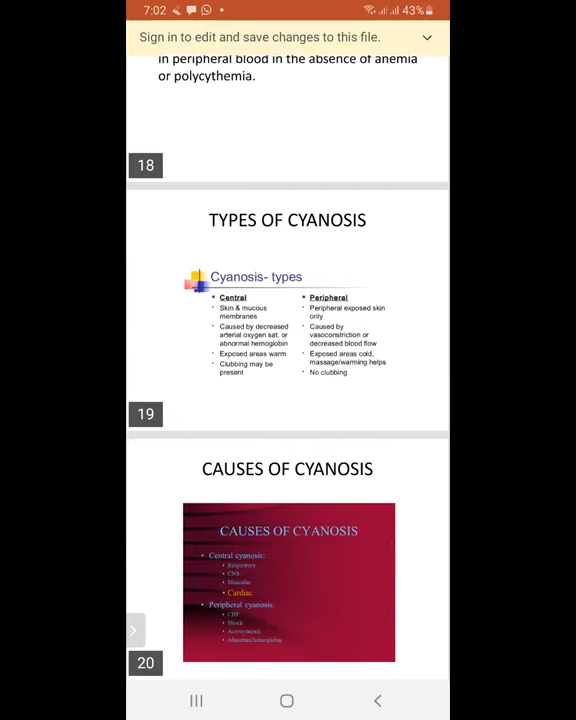 7:02
43%
Sign in to edit and save changes to this file.
in peripheral blood in the absence of anemia
or polycythemia.
18
TYPES OF CYANOSIS
Cyanosis- types
Central
Skin & mucous
membranes
Caused by decreased
arterial oxygen sat. or
abnormal hemoglobin
Exposed areas warm
Clubbing may be
present
Peripheral
Peripheral exposed skin
only
Caused by
vasoconstriction or
decreased blood flow
Exposed areas cold,
massage/warming helps
No clubbing
19
CAUSES OF CYANOSIS
CAUSES OF CYANOSIS
Central cyanosis:
Respiratory
CNS
Muscular
Cardiac
Peripheral cyanosis:
CHF
Shock
Acrocyanosis
Abnormal hemoglobin
20